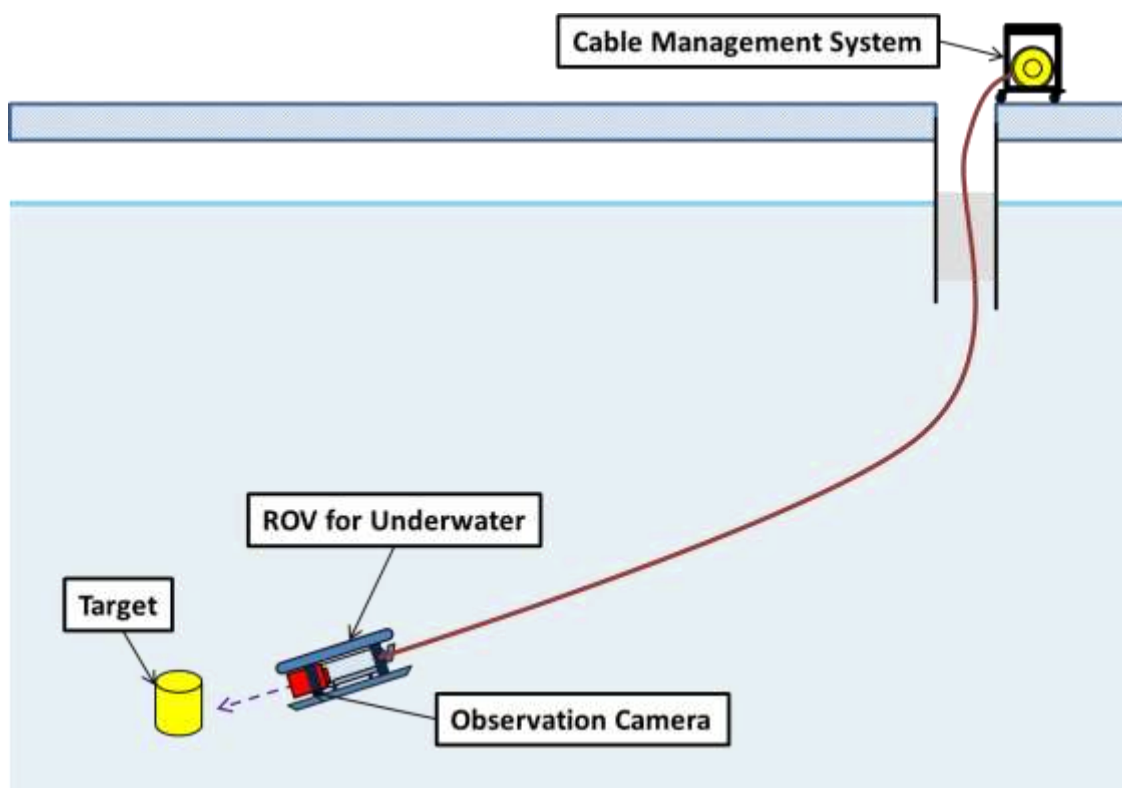 Cable Management System
ROV for Underwater
Target
Observation Camera